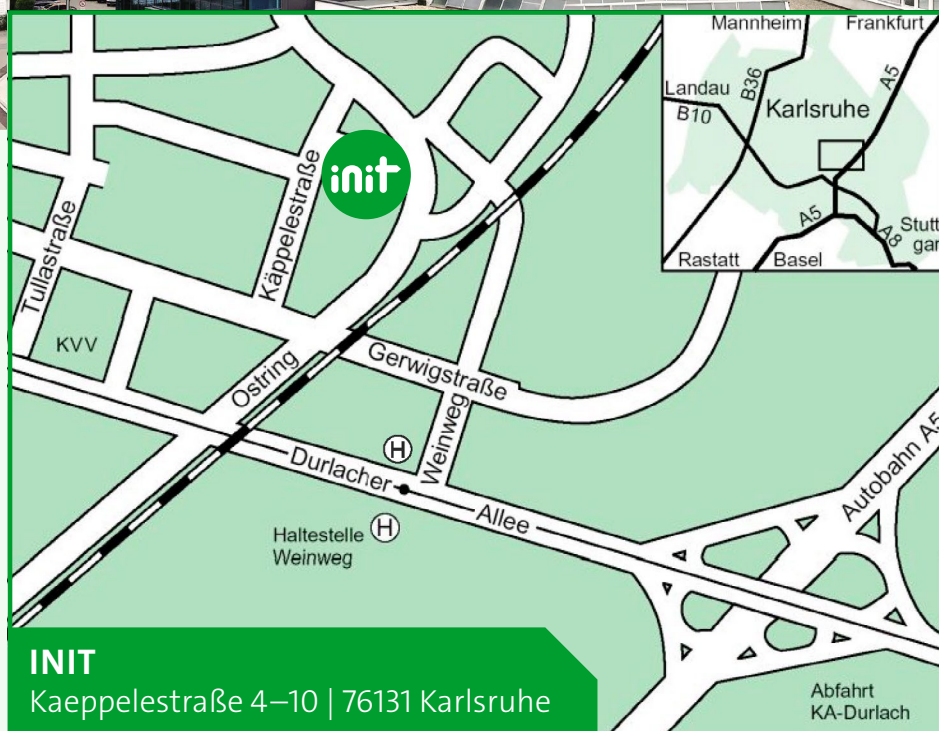 Mannheim
Frankfurt
Landau
B36
A5
B10
Karlsruhe
A5
A8
Stutt
gar
Rastatt
Basel
init
Käppelestraße
Tullastraße
KVV
Ostring
Gerwigstraße
Weinweg
H
Durlacher
Allee
Haltestelle H
Weinweg
Autobahn A5
INIT
Kaeppelestraße 4–10 | 76131 Karlsruhe
Abfahrt
KA-Durlach